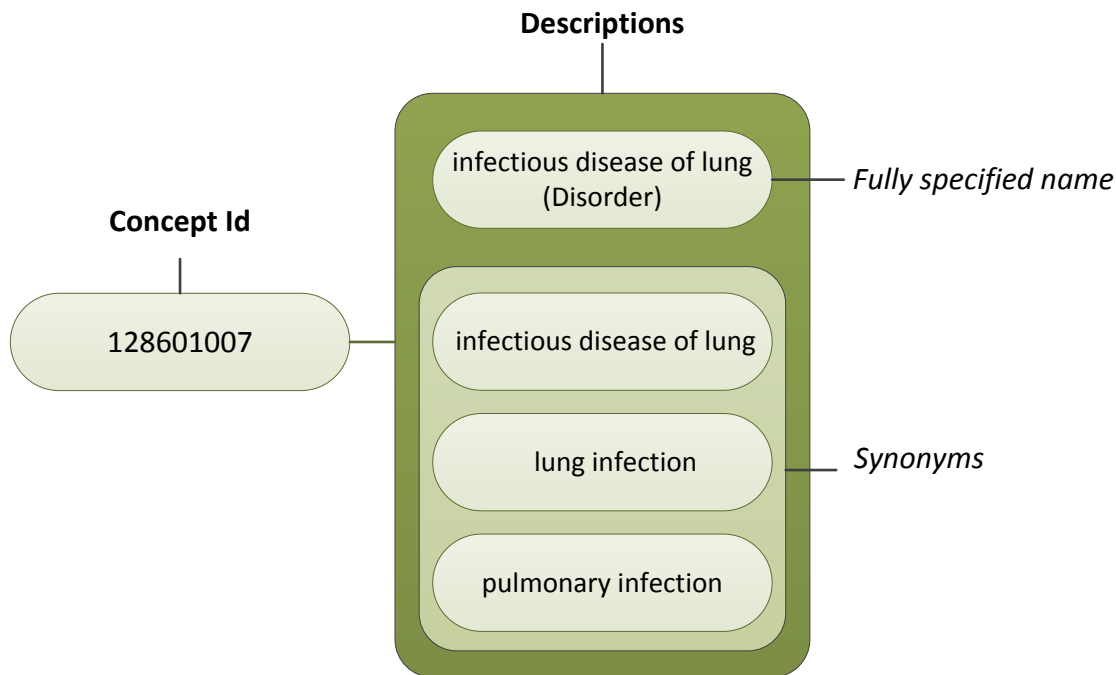 Descriptions
infectious disease of lung
(Disorder)
Fully specified name
Concept Id
128601007
infectious disease of lung
lung infection
Synonyms
pulmonary infection